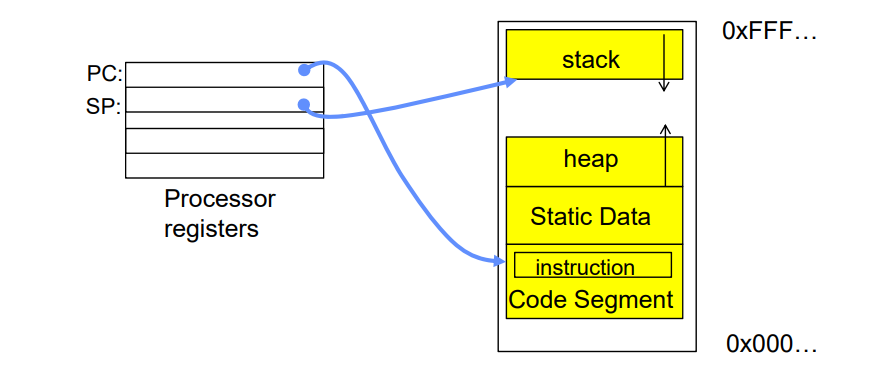 0xFFF…
stack
PC:
SP:
heap
Processor
registers
Static Data
instruction
Code Segment
0x000…